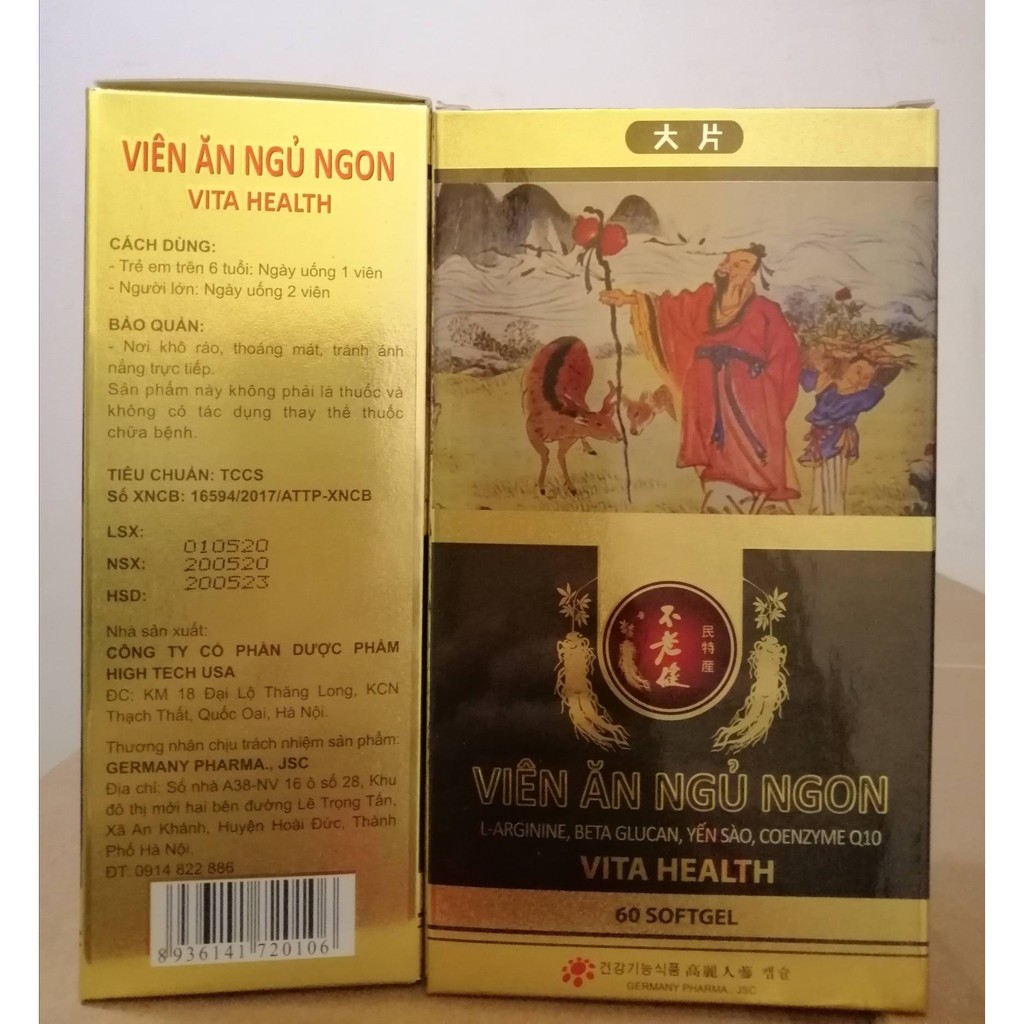 VIÊN ĂN NGỦ NGON
VITA HEALTH
CÁCH DÙNG:
- Trẻ em trên 6 tuổi: Ngày uống 1 viên
- Người lớn: Ngày uống 2 viên
BẢO QUẢN:
- Nơi khô ráo, thoáng mát, tránh ánh
nắng trực tiếp.
Sản phẩm này không phải là thuốc và
không có tác dụng thay thế thuốc
chữa bệnh.
TIÊU CHUẨN: TCCS
Số XNCB: 16594/2017/ATTP-XNCB
LSX: 010520
NSX: 200520
HSD: 200523
Nhà sản xuất:
CÔNG TY CỔ PHẦN DƯỢC PHẨM
HIGH TECH USA
ĐC: KM 18 Đại Lộ Thăng Long, KCN
Thạch Thất, Quốc Oai, Hà Nội.
Thương nhân chịu trách nhiệm sản phẩm:
GERMANY PHARMA., JSC
Địa chỉ: Số nhà A38-NV 16 ô số 28, Khu
đô thị mới hai bên đường Lê Trọng Tấn,
Xã An Khánh, Huyện Hoài Đức, Thành
Phố Hà Nội.
ĐT: 0914 822 886
8936141720106
大片
不老健
民特産
VIÊN ĂN NGỦ NGON
L-ARGININE, BETA GLUCAN, YẾN SÀO, COENZYME Q10
VITA HEALTH
60 SOFTGEL
건강기능식품 高麗人蔘 캡슐
GERMANY PHARMA., JSC